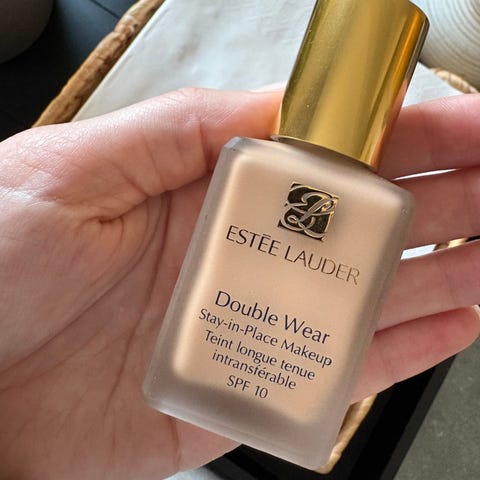 ESTĒE LAUDER
Double Wear
Stay-in-Place Makeup
Teint longue tenue
intransférable
SPF 10